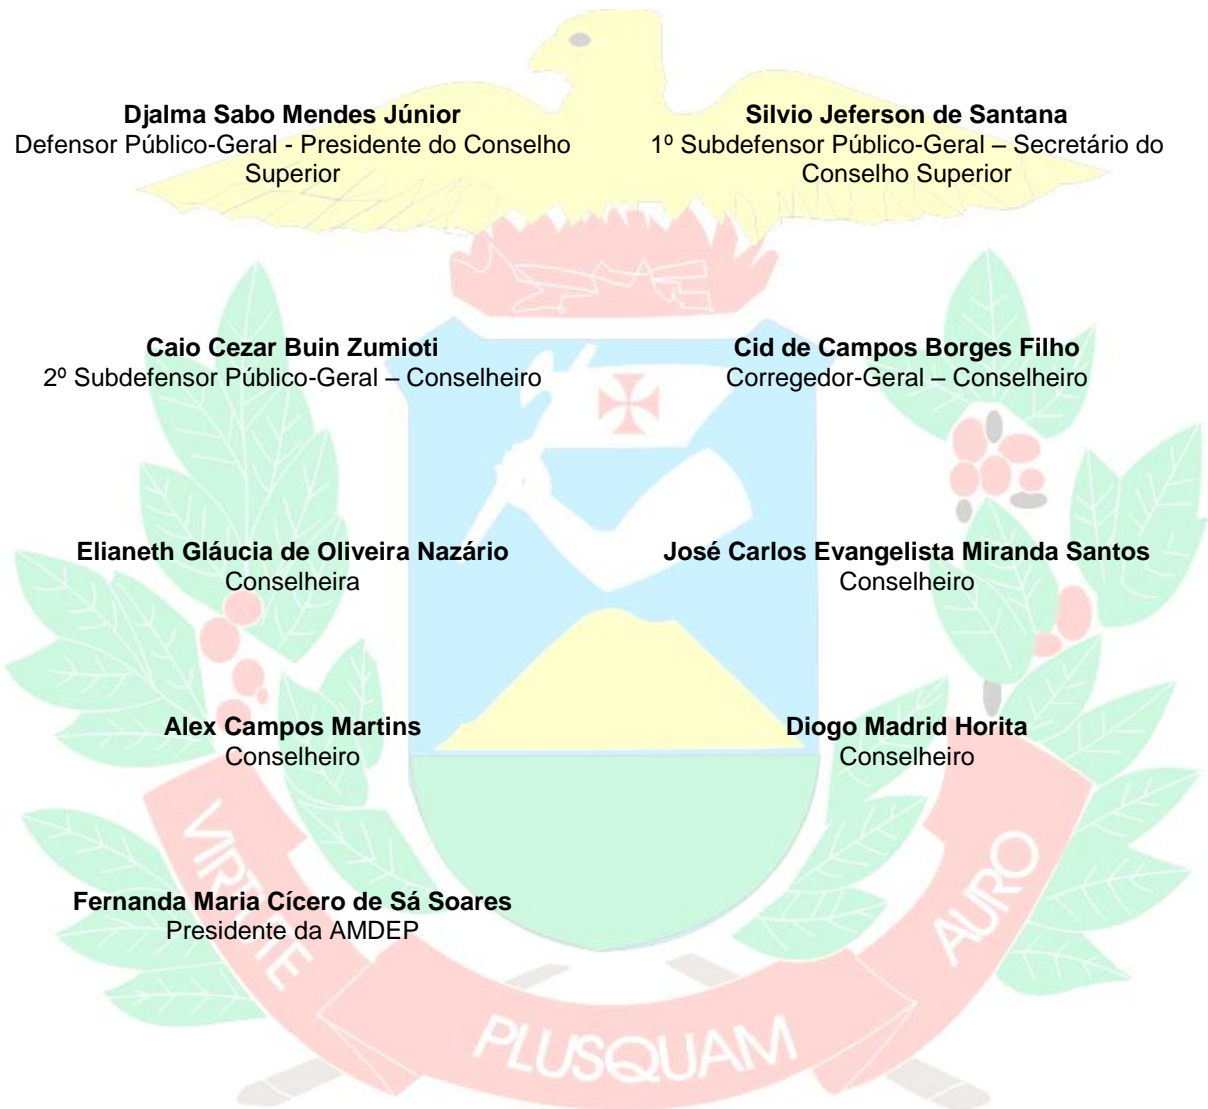 Djalma Sabo Mendes Júnior
Defensor Público-Geral - Presidente do Conselho
Superior
Silvio Jeferson de Santana
1º Subdefensor Público-Geral – Secretário do
Conselho Superior
Caio Cezar Buin Zumioti
2º Subdefensor Público-Geral – Conselheiro
Cid de Campos Borges Filho
Corregedor-Geral – Conselheiro
Elianeth Gláucia de Oliveira Nazário
Conselheira
José Carlos Evangelista Miranda Santos
Conselheiro
Alex Campos Martins
Conselheiro
Diogo Madrid Horita
Conselheiro
Fernanda Maria Cícero de Sá Soares
Presidente da AMDEP
VIRTUTE
PLUSQUAM
AURO